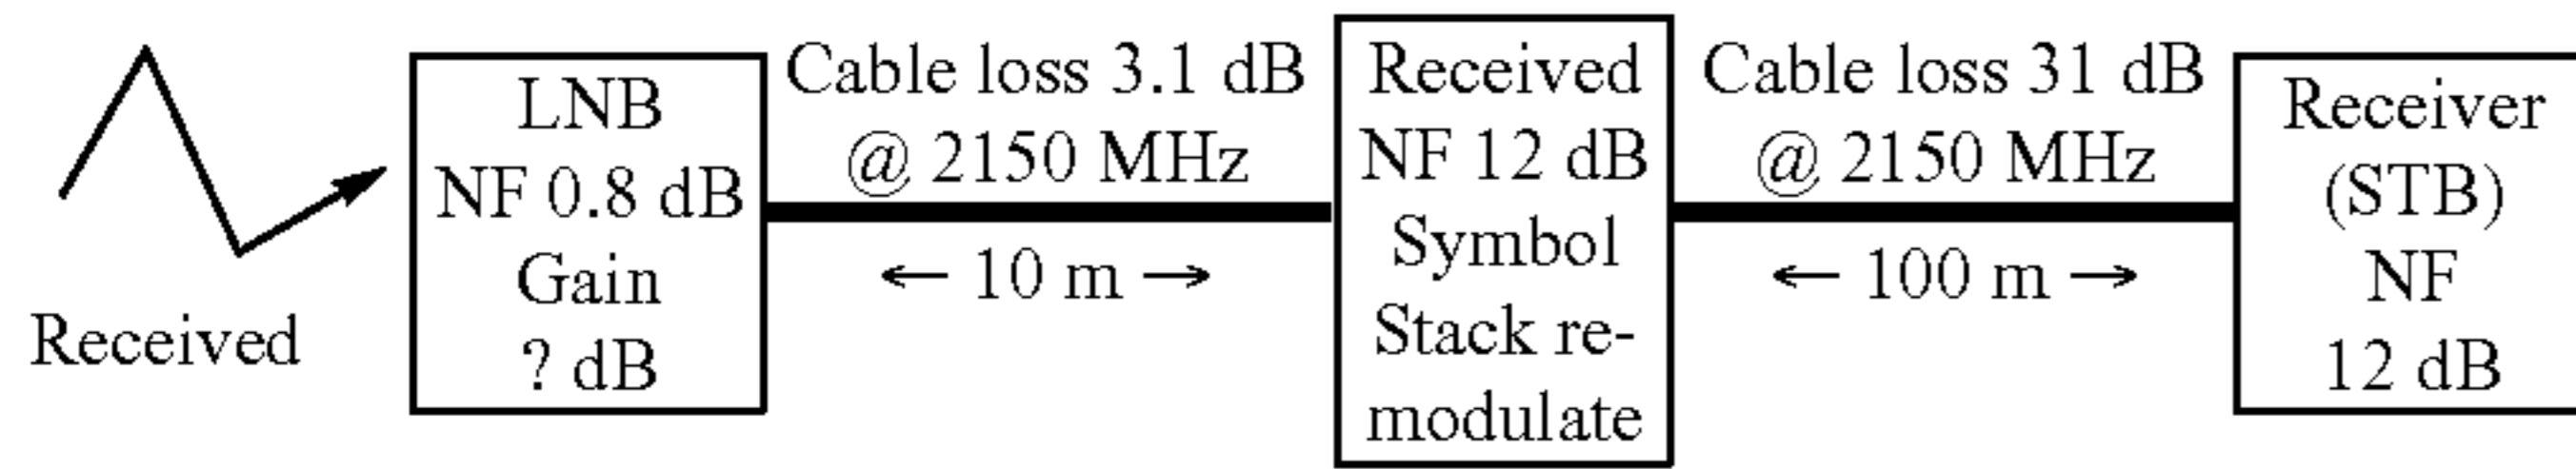 Received
LNB
NF 0.8 dB
Gain
? dB
Cable loss 3.1 dB
@ 2150 MHz
← 10 m →
Received
NF 12 dB
Symbol
Stack re-
modulate
Cable loss 31 dB
@ 2150 MHz
← 100 m →
Receiver
(STB)
NF
12 dB